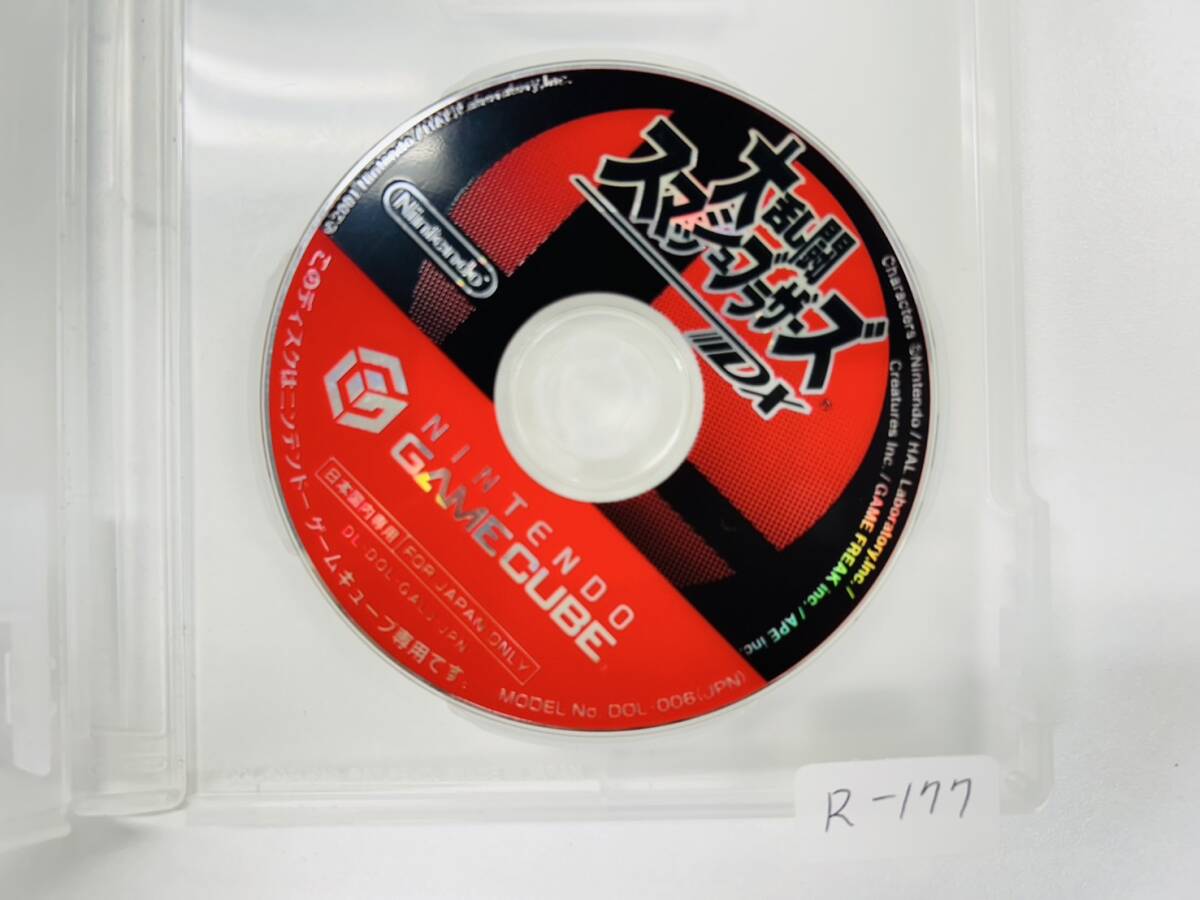 大乱闘
スマッシュブラザーズ
DX
®
©2001 Nintendo / HAL Laboratory,Inc.
Nintendo
Characters ©Nintendo / HAL Laboratory,Inc. /
Creatures Inc. / GAME FREAK inc. / APE inc.
NINTENDO
GAMECUBE
日本国内専用 FOR JAPAN ONLY
DL-DOL-GALJ-JPN
このディスクはニンテンドーゲームキューブ専用です。
MODEL No. DOL-006(JPN)
R-177